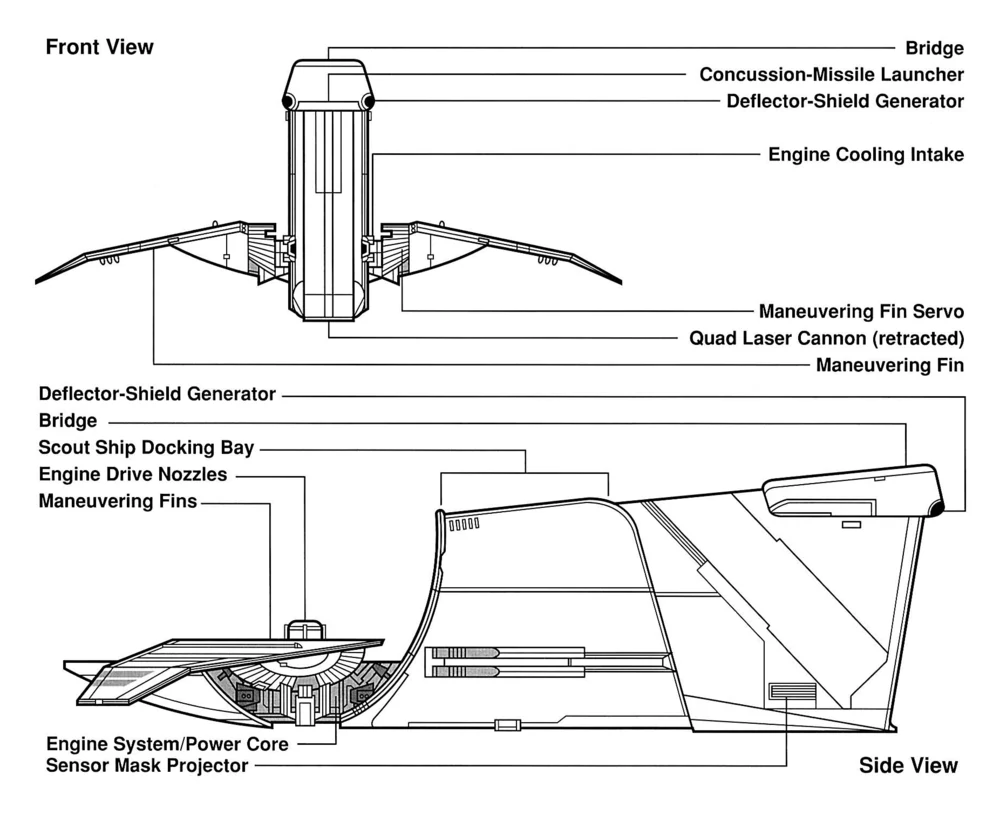 Front View
Bridge
Concussion-Missile Launcher
Deflector-Shield Generator
Engine Cooling Intake
Maneuvering Fin Servo
Quad Laser Cannon (retracted)
Maneuvering Fin
Deflector-Shield Generator
Bridge
Scout Ship Docking Bay
Engine Drive Nozzles
Maneuvering Fins
Engine System/Power Core
Sensor Mask Projector
Side View